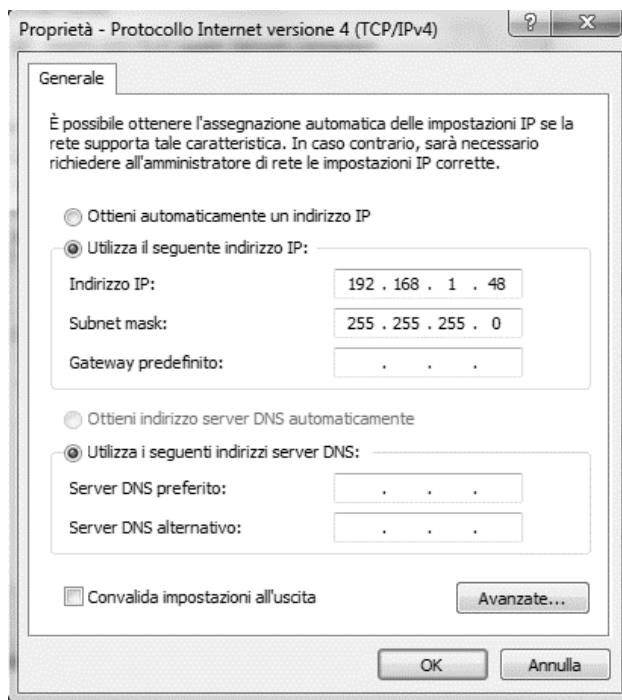 Proprietà - Protocollo Internet versione 4 (TCP/IPv4)
?
X
Generale
È possibile ottenere l'assegnazione automatica delle impostazioni IP se la
rete supporta tale caratteristica. In caso contrario, sarà necessario
richiedere all'amministratore di rete le impostazioni IP corrette.
Ottieni automaticamente un indirizzo IP
Utilizza il seguente indirizzo IP:
Indirizzo IP: 192 . 168 . 1 . 48
Subnet mask: 255 . 255 . 255 . 0
Gateway predefinito: . . .
Ottieni indirizzo server DNS automaticamente
Utilizza i seguenti indirizzi server DNS:
Server DNS preferito: . . .
Server DNS alternativo: . . .
Convalida impostazioni all'uscita Avanzate...
OK Annulla